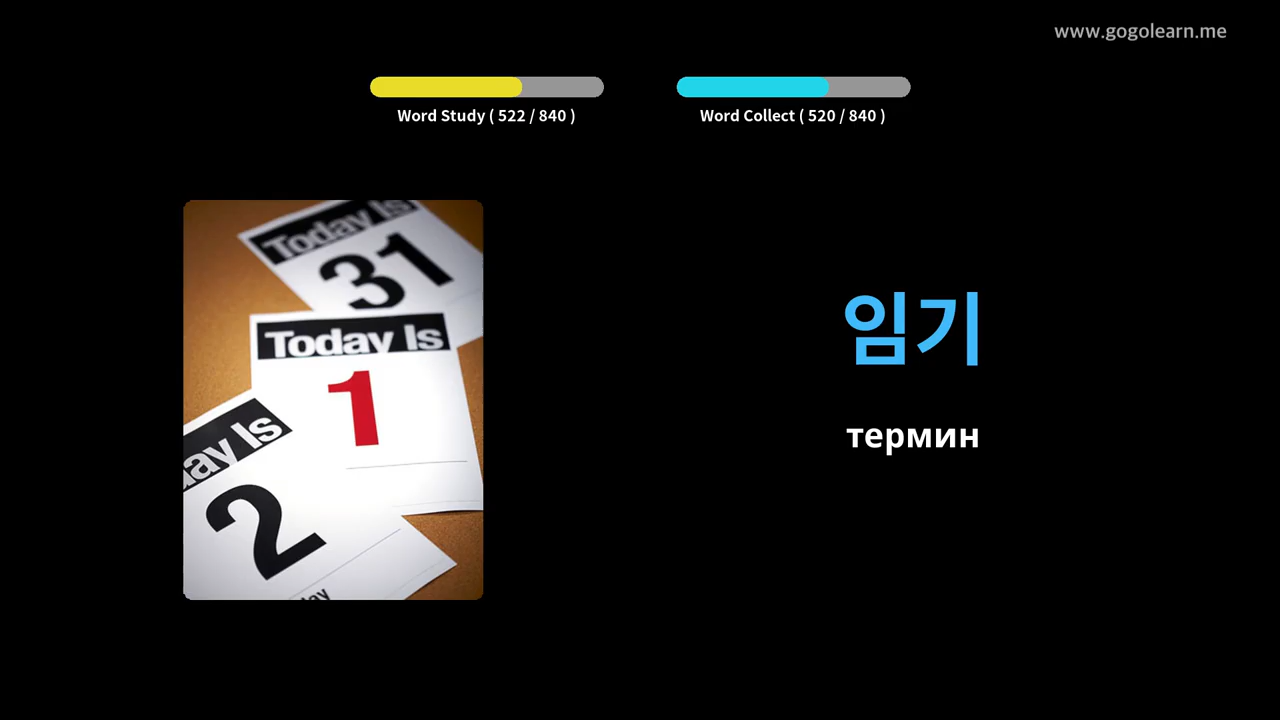 www.gogolearn.me
Word Study ( 522 / 840 )
Word Collect ( 520 / 840 )
Today Is
31
Today Is
1
ay Is
2
임기
термин